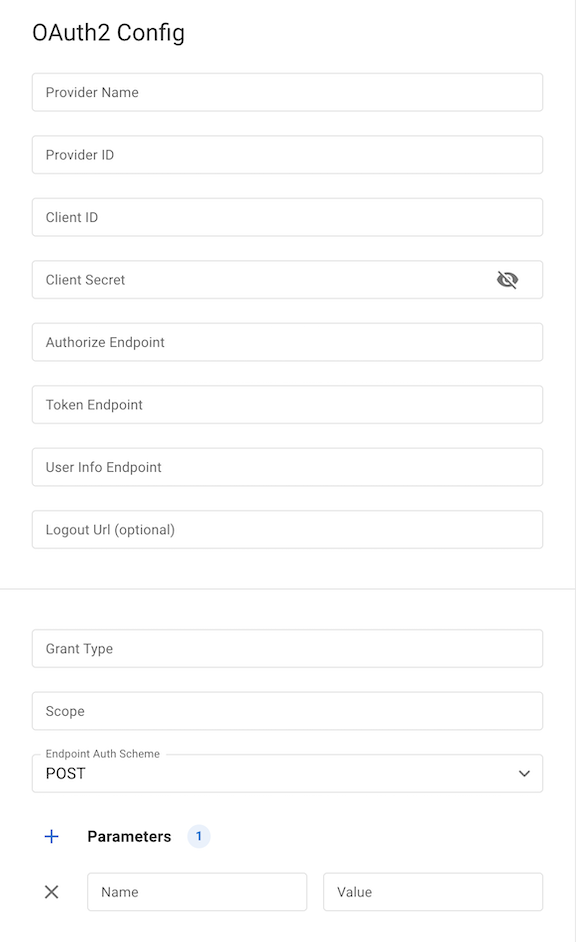 OAuth2 Config
Provider Name
Provider ID
Client ID
Client Secret
Authorize Endpoint
Token Endpoint
User Info Endpoint
Logout Url (optional)
Grant Type
Scope
Endpoint Auth Scheme
POST
Parameters 1
Name Value